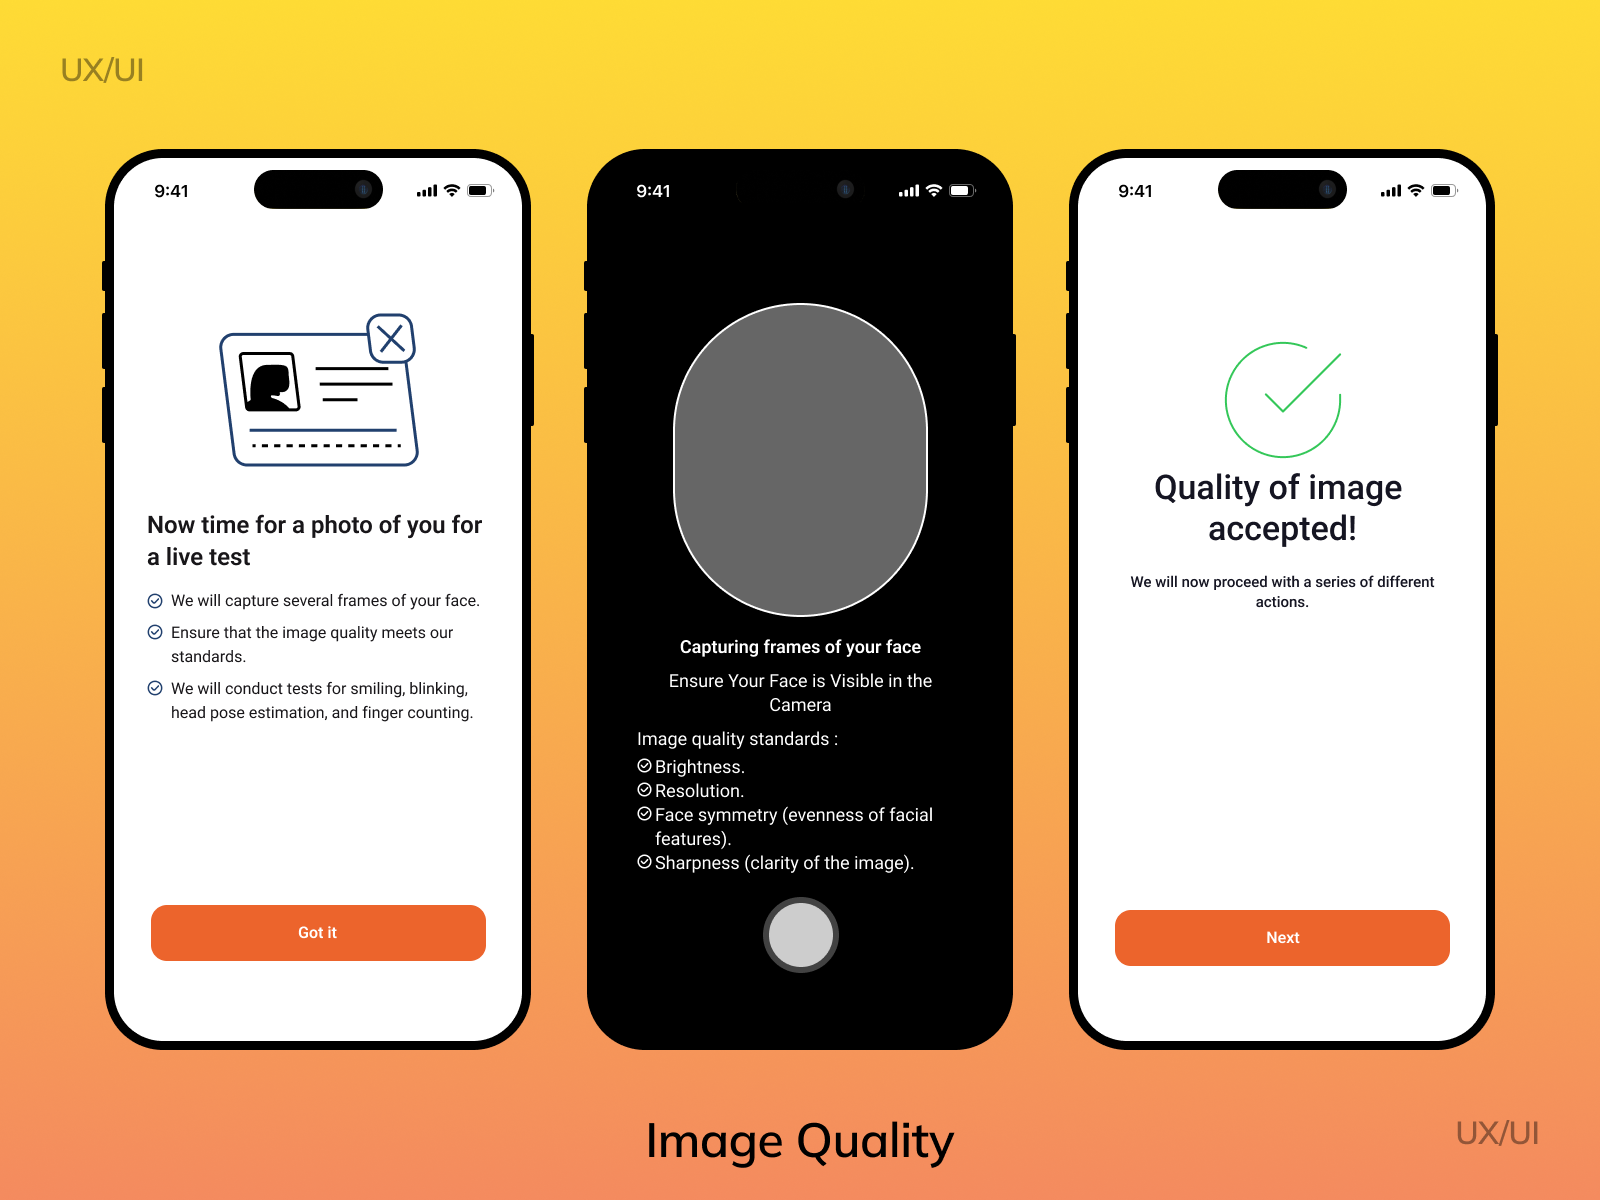 UX/UI
9:41
Now time for a photo of you for
a live test
We will capture several frames of your face.
Ensure that the image quality meets our
standards.
We will conduct tests for smiling, blinking,
head pose estimation, and finger counting.
Got it
9:41
Capturing frames of your face
Ensure Your Face is Visible in the
Camera
Image quality standards :
Brightness.
Resolution.
Face symmetry (evenness of facial
features).
Sharpness (clarity of the image).
9:41
Quality of image
accepted!
We will now proceed with a series of different
actions.
Next
Image Quality
UX/UI